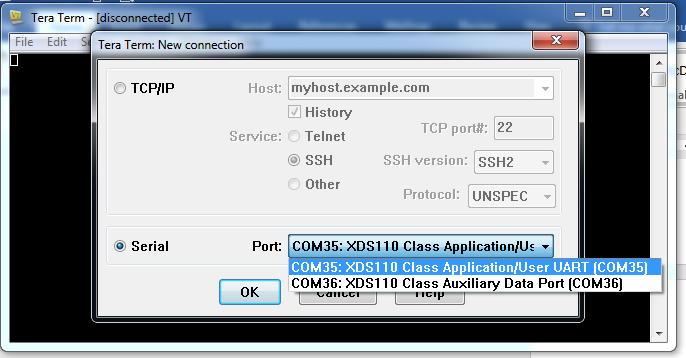 Tera Term - [disconnected] VT
File Edit
Tera Term: New connection
TCP/IP
Host: myhost.example.com
History
Service: Telnet
TCP port#: 22
SSH
SSH version: SSH2
Other
Protocol: UNSPEC
Serial
Port: COM35: XDS110 Class Application/Us
COM35: XDS110 Class Application/User UART (COM35)
COM36: XDS110 Class Auxiliary Data Port (COM36)
OK Cancel Help